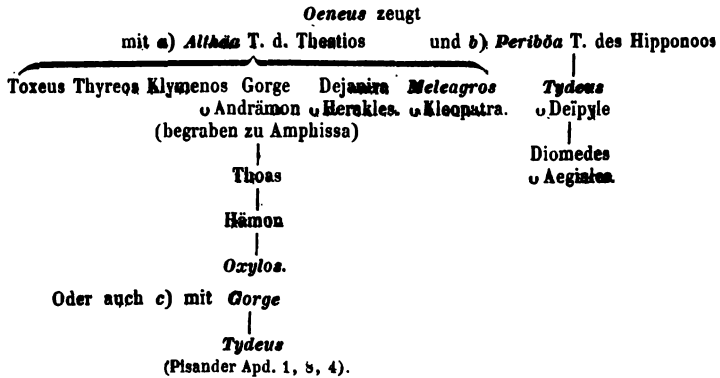 Oeneus zeugt
mit a) Althäa T. d. Thestios und b) Periböa T. des Hipponoos
Toxeus Thyreos Klymenos Gorge Dejanira Meleagros Tydeus
∪ Andrämon ∪ Herakles. ∪ Kleopatra. ∪ Deïpyle
(begraben zu Amphissa)
Diomedes
Thoas ∪ Aegialea.
Hämon
Oxylos.
Oder auch c) mit Gorge
Tydeus
(Pisander Apd. 1, 8, 4).